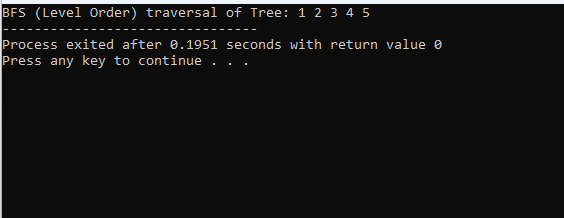 BFS (Level Order) traversal of Tree: 1 2 3 4 5
--------------------------------
Process exited after 0.1951 seconds with return value 0
Press any key to continue . . .